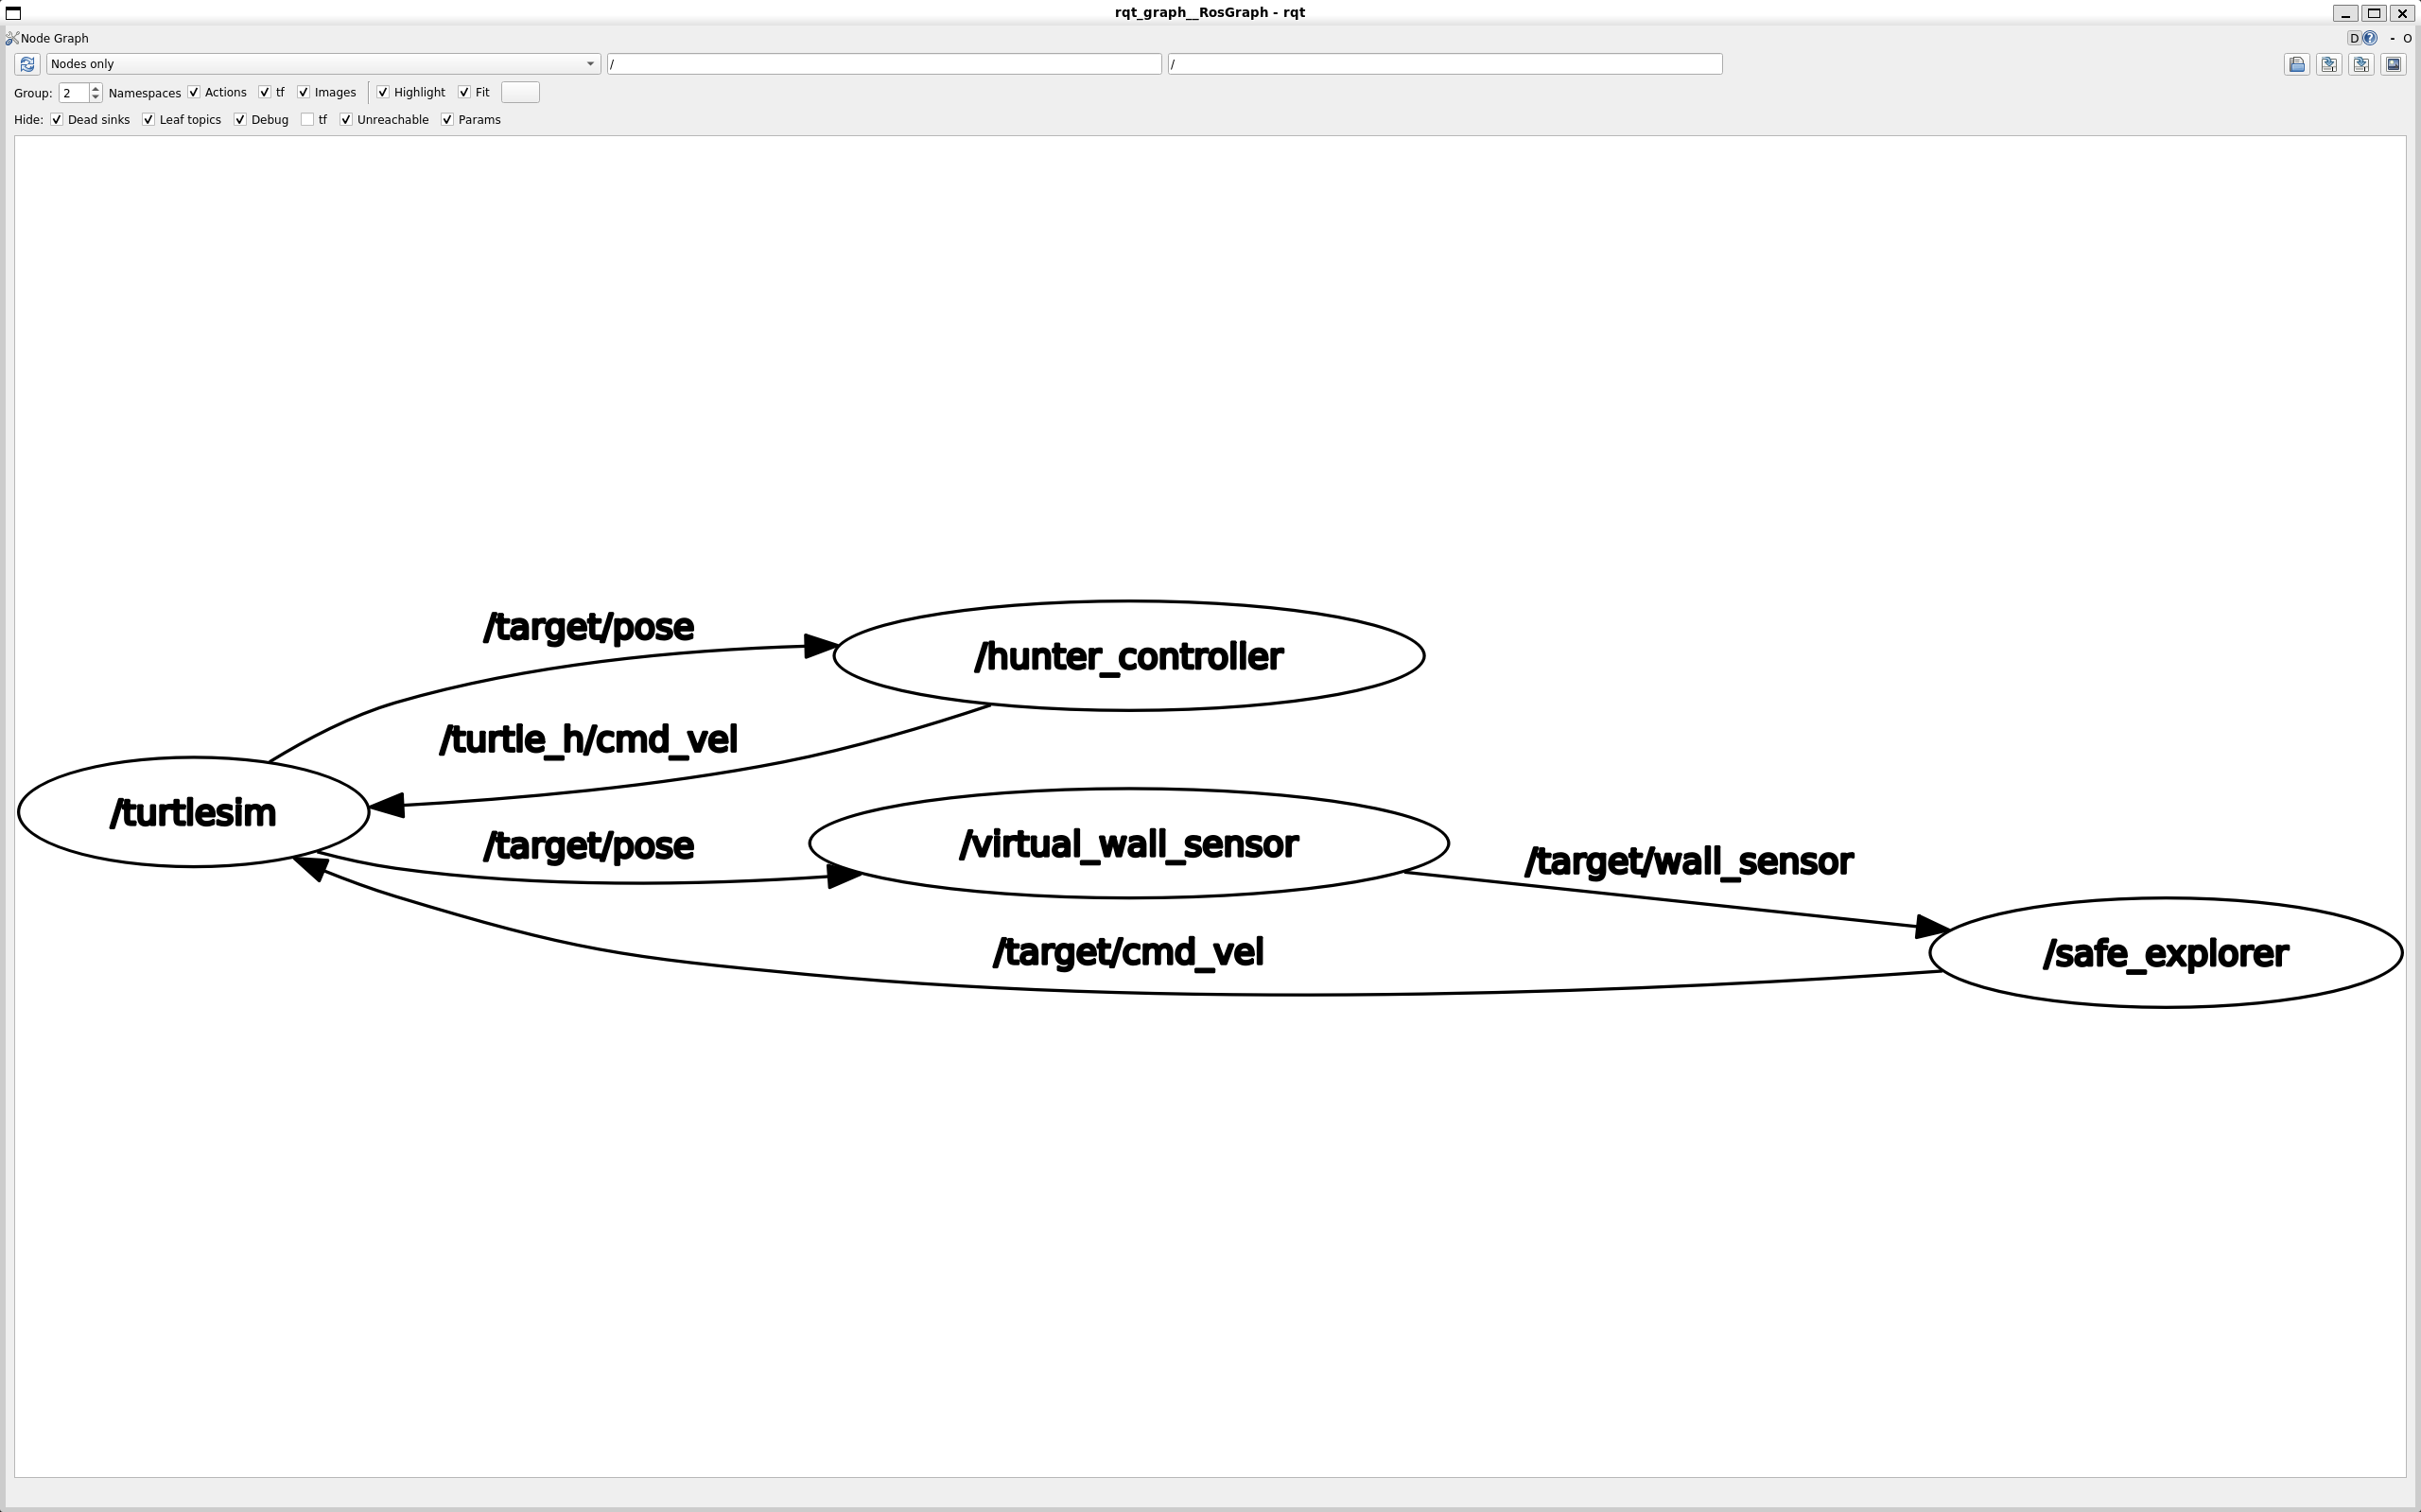 rqt_graph__RosGraph - rqt
Node Graph
D ? - O
Nodes only / /
Group: 2 Namespaces Actions tf Images Highlight Fit
Hide: Dead sinks Leaf topics Debug tf Unreachable Params
/target/pose
/hunter_controller
/turtle_h/cmd_vel
/turtlesim
/target/pose
/virtual_wall_sensor
/target/wall_sensor
/target/cmd_vel
/safe_explorer